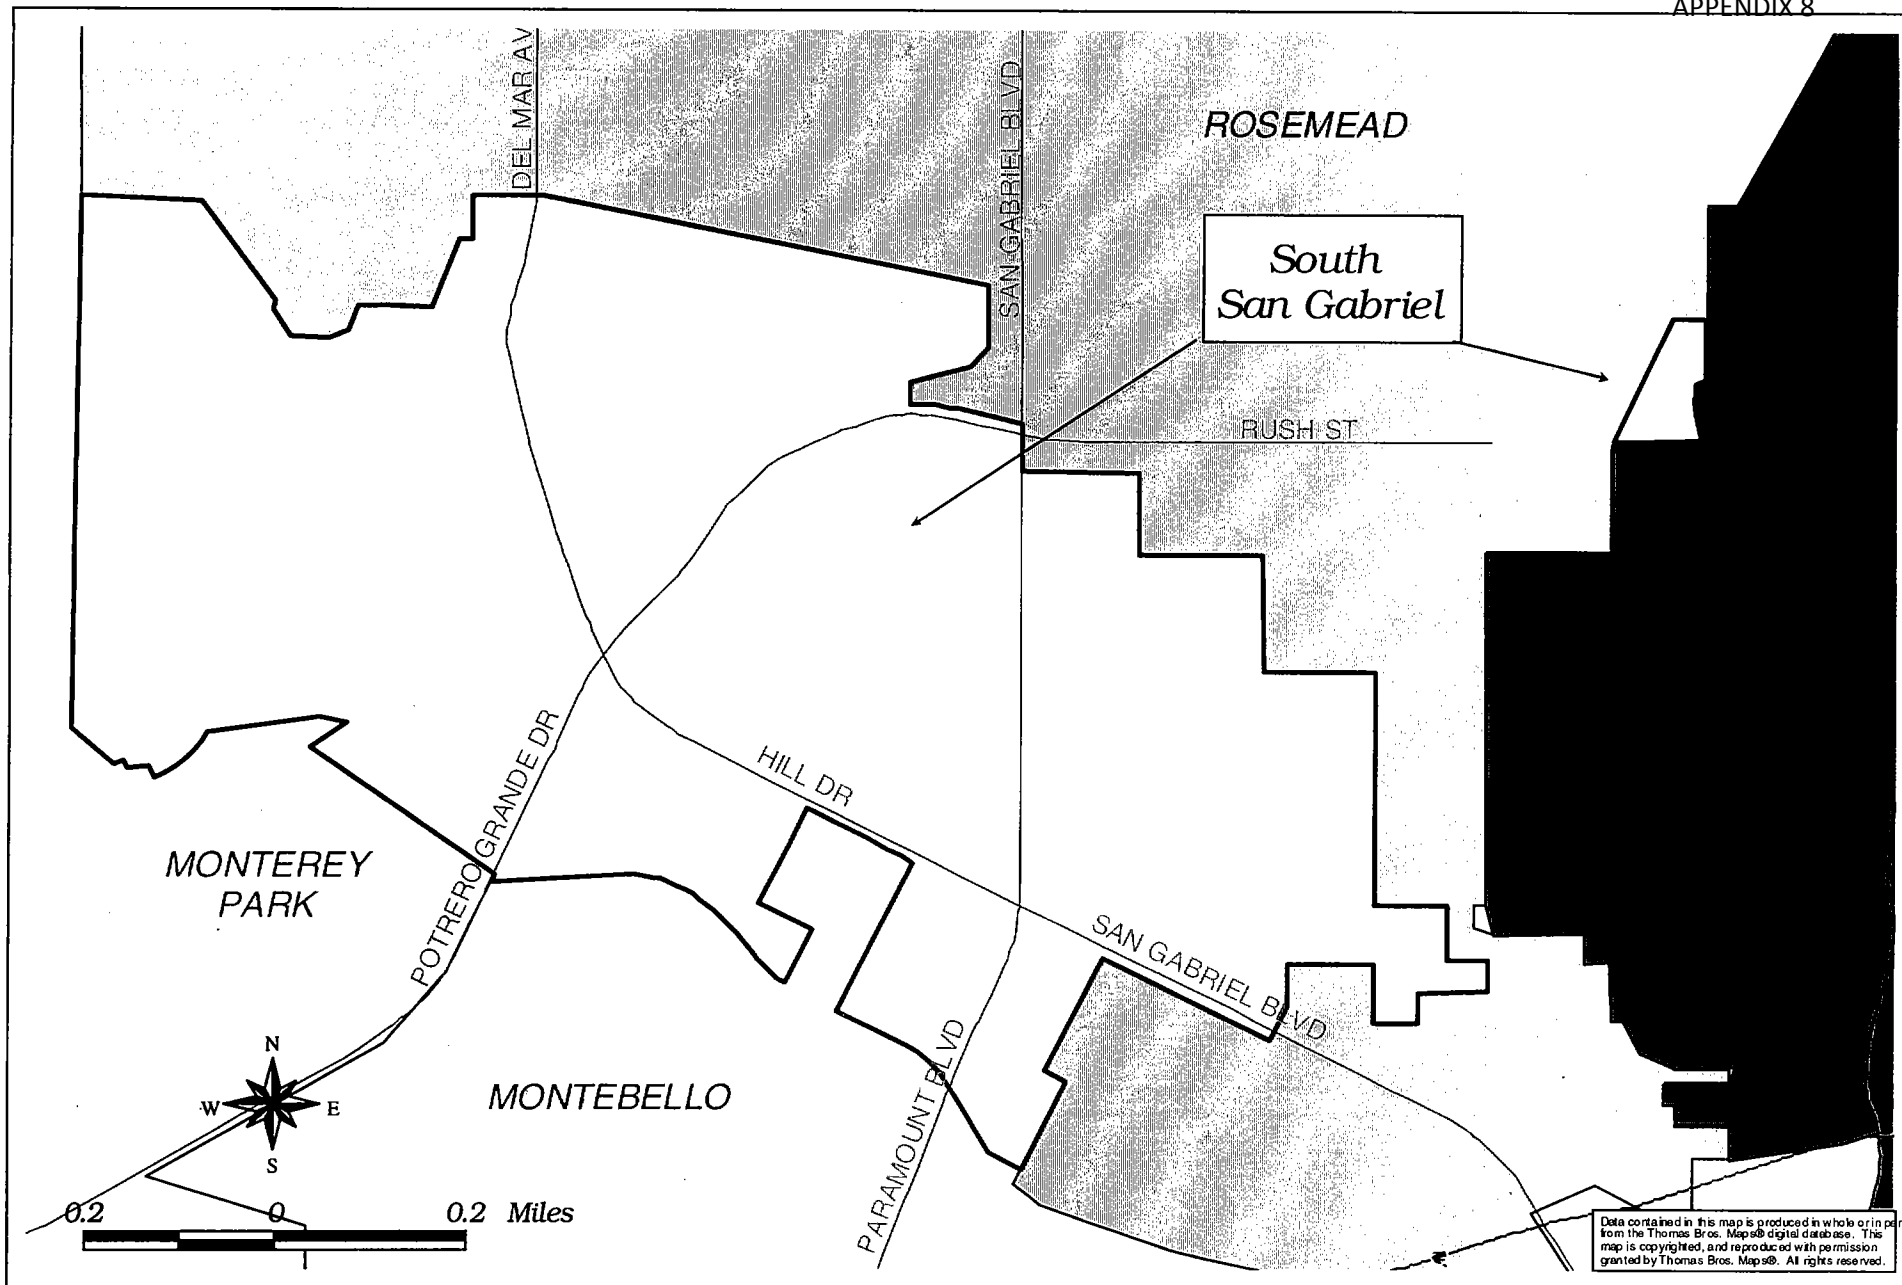 APPENDIX 8
DEL MAR AV
SAN GABRIEL BLVD
ROSEMEAD
South
San Gabriel
RUSH ST
POTRERO GRANDE DR
HILL DR
MONTEREY
PARK
SAN GABRIEL BLVD
MONTEBELLO
PARAMOUNT BLVD
N
W
E
S
0.2 0 0.2 Miles
Data contained in this map is produced in whole or in
from the Thomas Bros. Maps® digital database. This
map is copyrighted, and reproduced with permission
granted by Thomas Bros. Maps®. All rights reserved.